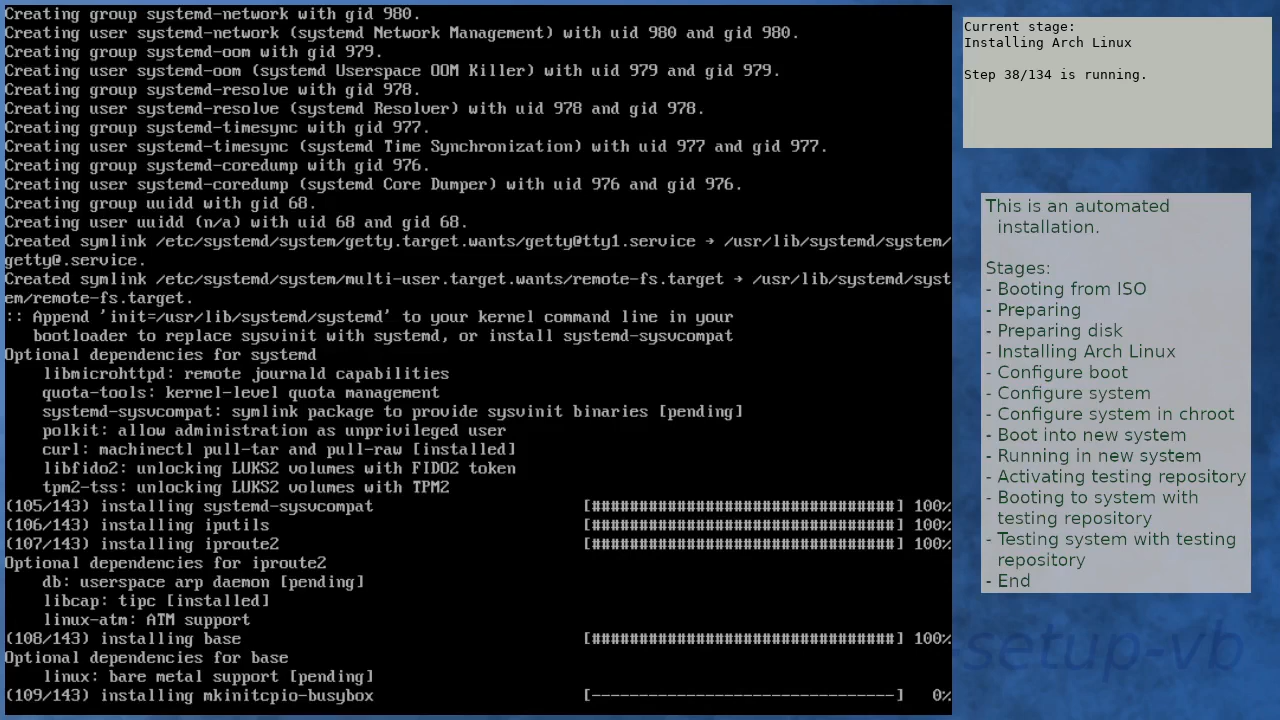 Creating group systemd-network with gid 980.
Creating user systemd-network (systemd Network Management) with uid 980 and gid 980.
Creating group systemd-oom with gid 979.
Creating user systemd-oom (systemd Userspace OOM Killer) with uid 979 and gid 979.
Creating group systemd-resolve with gid 978.
Creating user systemd-resolve (systemd Resolver) with uid 978 and gid 978.
Creating group systemd-timesync with gid 977.
Creating user systemd-timesync (systemd Time Synchronization) with uid 977 and gid 977.
Creating group systemd-coredump with gid 976.
Creating user systemd-coredump (systemd Core Dumper) with uid 976 and gid 976.
Creating group uuidd with gid 68.
Creating user uuidd (n/a) with uid 68 and gid 68.
Created symlink /etc/systemd/system/getty.target.wants/getty@tty1.service → /usr/lib/systemd/system/
getty@.service.
Created symlink /etc/systemd/system/multi-user.target.wants/remote-fs.target → /usr/lib/systemd/syst
em/remote-fs.target.
:: Append 'init=/usr/lib/systemd/systemd' to your kernel command line in your
   bootloader to replace sysvinit with systemd, or install systemd-sysvcompat
Optional dependencies for systemd
    libmicrohttpd: remote journald capabilities
    quota-tools: kernel-level quota management
    systemd-sysvcompat: symlink package to provide sysvinit binaries [pending]
    polkit: allow administration as unprivileged user
    curl: machinectl pull-tar and pull-raw [installed]
    libfido2: unlocking LUKS2 volumes with FIDO2 token
    tpm2-tss: unlocking LUKS2 volumes with TPM2
(105/143) installing systemd-sysvcompat [################################] 100%
(106/143) installing iputils [################################] 100%
(107/143) installing iproute2 [################################] 100%
Optional dependencies for iproute2
    db: userspace arp daemon [pending]
    libcap: tipc [installed]
    linux-atm: ATM support
(108/143) installing base [################################] 100%
Optional dependencies for base
    linux: bare metal support [pending]
(109/143) installing mkinitcpio-busybox [--------------------------------] 0%
Current stage:
Installing Arch Linux
Step 38/134 is running.
This is an automated
installation.
Stages:
- Booting from ISO
- Preparing
- Preparing disk
- Installing Arch Linux
- Configure boot
- Configure system
- Configure system in chroot
- Boot into new system
- Running in new system
- Activating testing repository
- Booting to system with
testing repository
- Testing system with testing
repository
- End
setup-vb